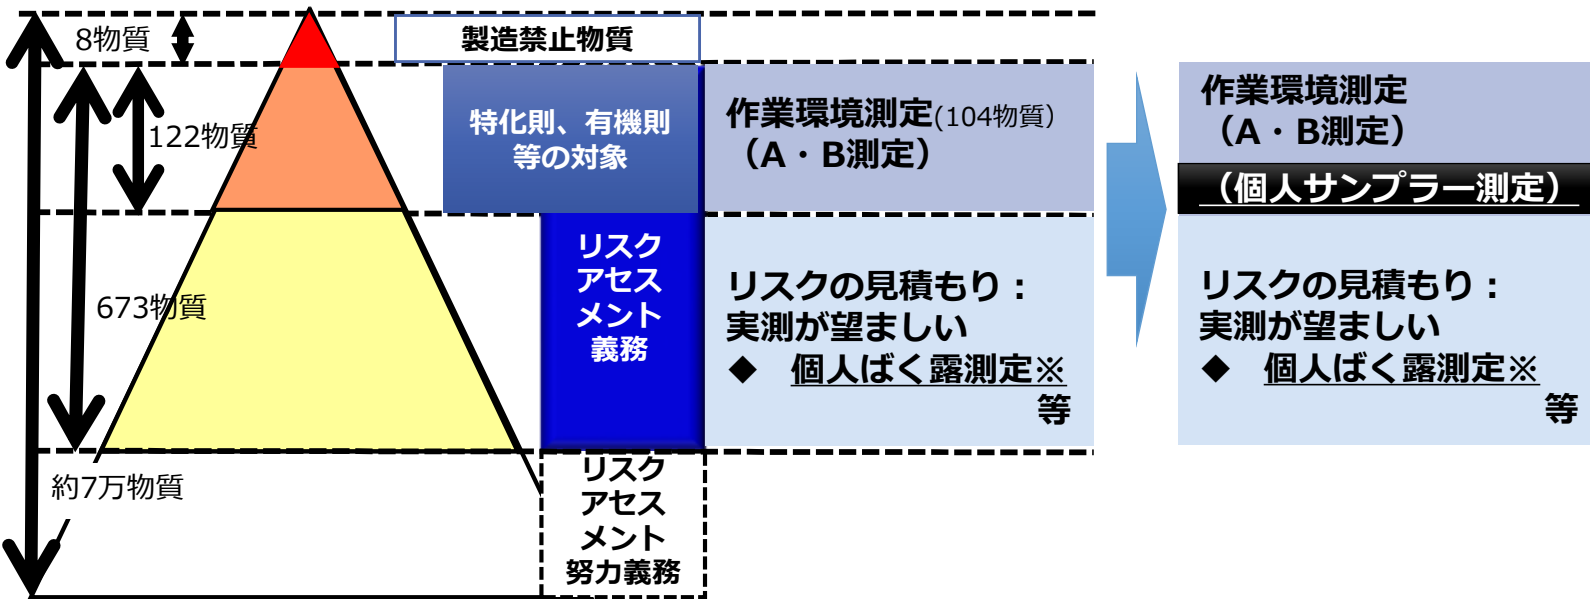 8物質
製造禁止物質
122物質
特化則、有機則
等の対象
作業環境測定(104物質)
（A・B測定）
673物質
リスク
アセス
メント
義務
リスクの見積もり：
実測が望ましい
◆ 個人ばく露測定※
等
約7万物質
リスク
アセス
メント
努力義務
作業環境測定
（A・B測定）
（個人サンプラー測定）
リスクの見積もり：
実測が望ましい
◆ 個人ばく露測定※
等